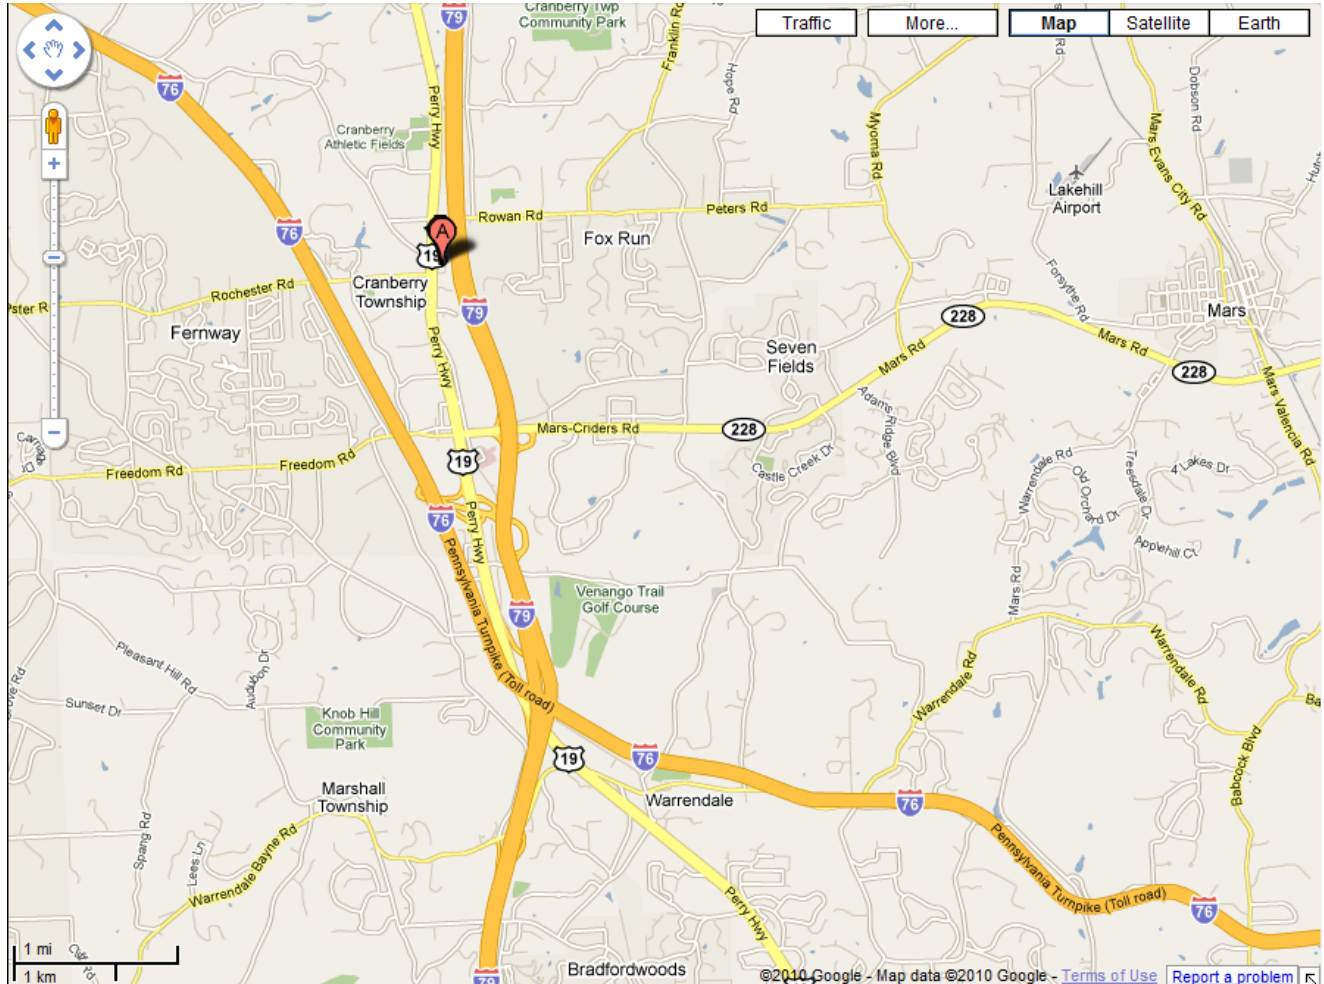 79
Cranberry Twp
Community Park
Traffic
More...
Map
Satellite
Earth
Franklin Rd
Hope Rd
Rd
Dobson Rd
76
Perry Hwy
Cranberry
Athletic Fields
Myoma Rd
Mars Evans City Rd
Lakehill
Airport
Rowan Rd
Peters Rd
Fox Run
76
A
19
Cranberry
Township
Rochester Rd
79
Forsythe Rd
228
Mars
Fernway
Perry Hwy
Seven
Fields
Mars Rd
Mars Rd
228
Mars Valencia Rd
Adams Ridge Blvd
Mars-Criders Rd
228
Freedom Rd
Freedom Rd
19
Castle Creek Dr
Warrendale Rd
Old Orchard Dr
Treesdale Dr
4 Lakes Dr
76
Perry Hwy
Applehill Ct
Pennsylvania Turnpike (Toll road)
79
Venango Trail
Golf Course
Mars Rd
Pleasant Hill Rd
Audubon Dr
Warrendale Rd
Warrendale Rd
Sunset Dr
Knob Hill
Community
Park
19
76
Babcock Blvd
Marshall
Township
Warrendale
76
Spang Rd
Lees Ln
Warrendale Bayne Rd
Pennsylvania Turnpike (Toll road)
76
Perry Hwy
1 mi
1 km
Bradfordwoods
79
©2010 Google - Map data ©2010 Google - Terms of Use
Report a problem